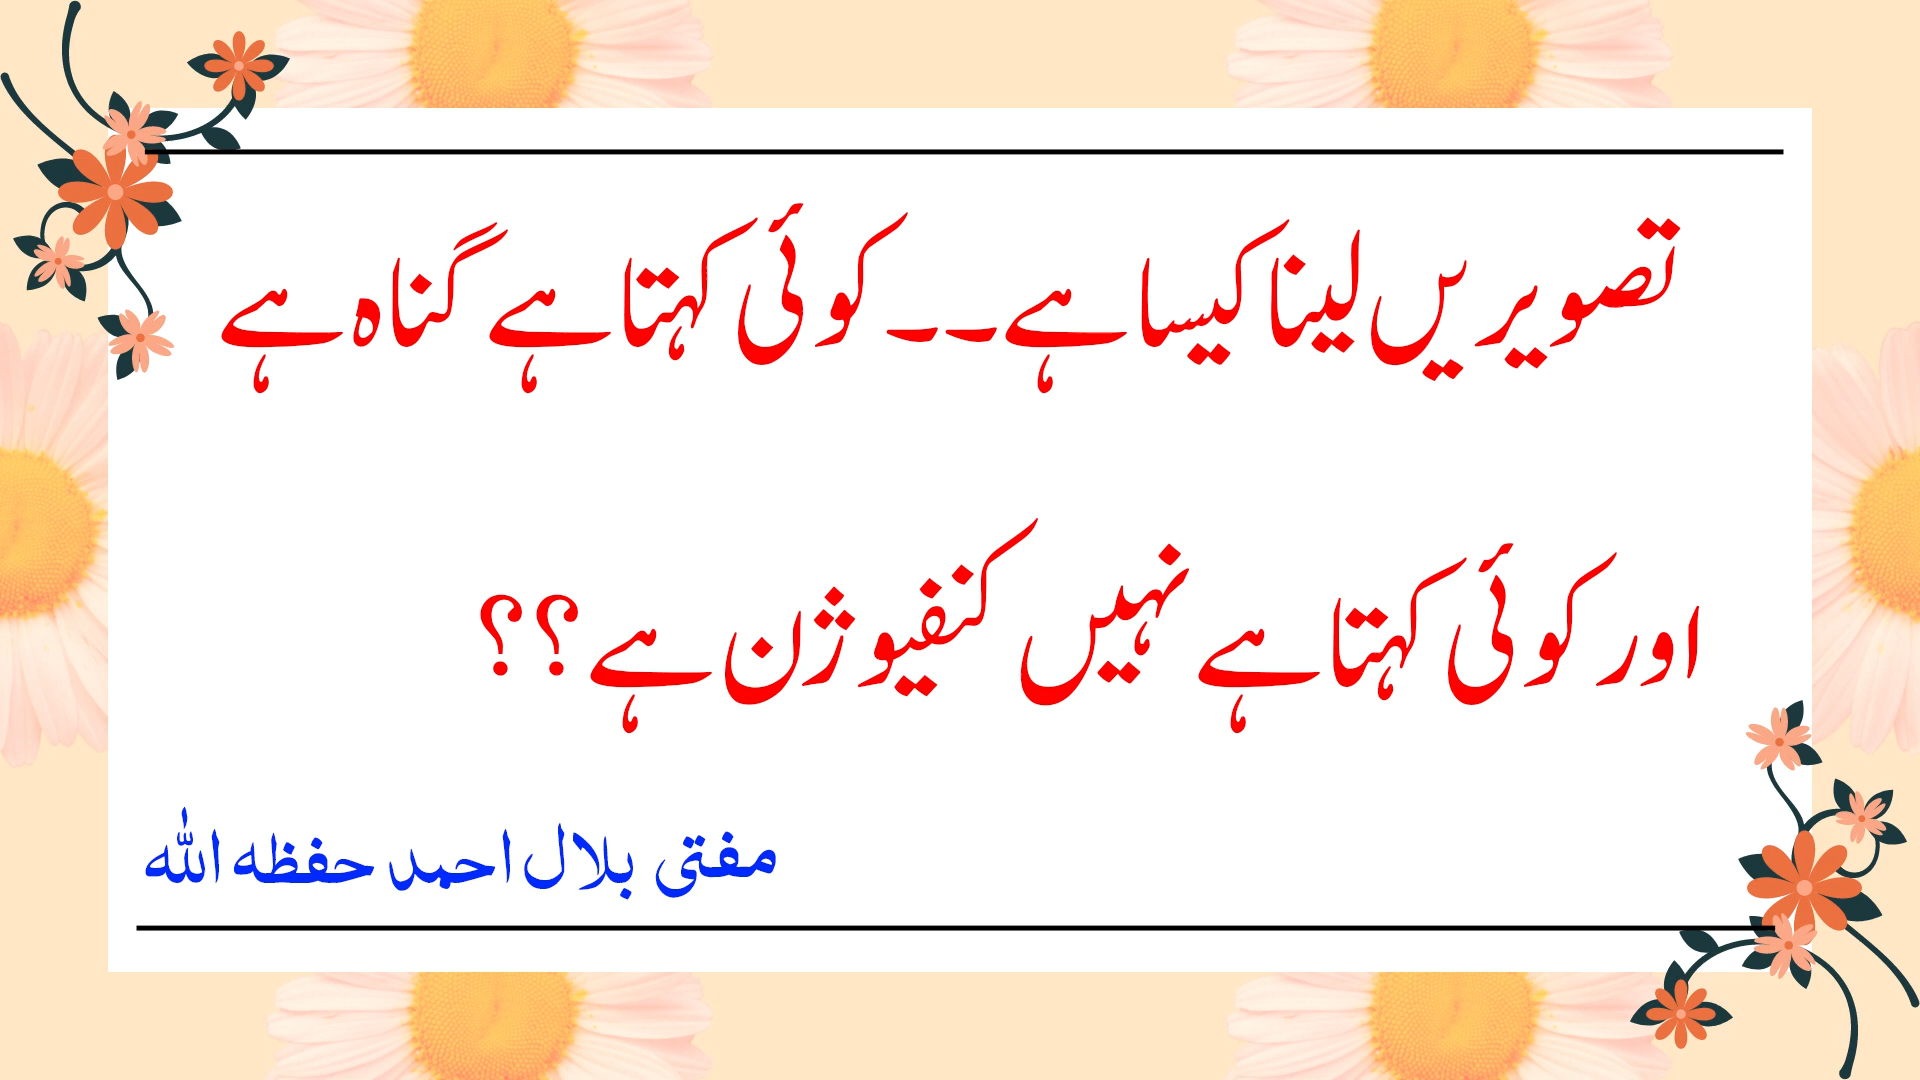 تصویریں لینا کیسا ہے۔۔کوئی کہتا ہے گناہ ہے
اور کوئی کہتا ہے نہیں کنفیوژن ہے؟؟
مفتی بلال احمد حفظہ اللہ